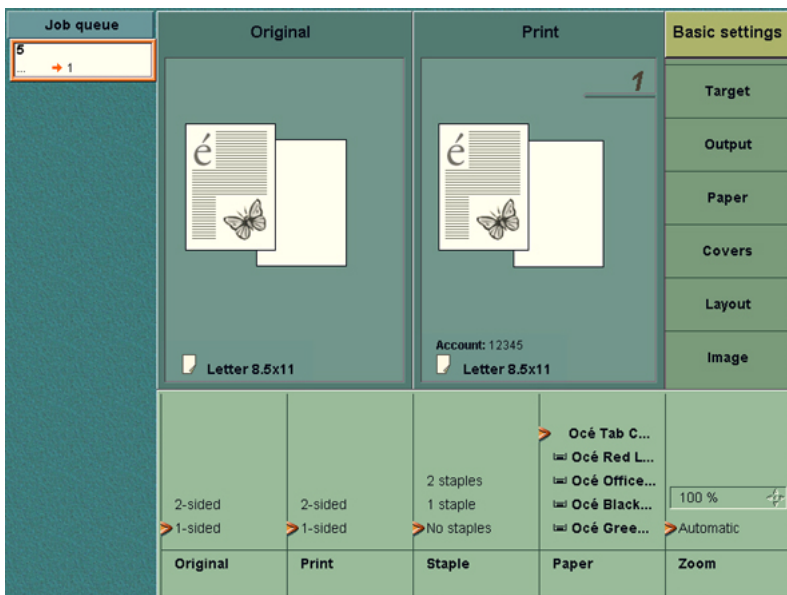 Job queue
5
... 1
Original
Print
Basic settings
1
Target
Output
Paper
Covers
Layout
Image
é
é
Letter 8.5x11
Account: 12345
Letter 8.5x11
2-sided
1-sided
Original
2-sided
1-sided
Print
2 staples
1 staple
No staples
Staple
Océ Tab C...
Océ Red L...
Océ Office...
Océ Black...
Océ Gree...
Paper
100 %
Automatic
Zoom